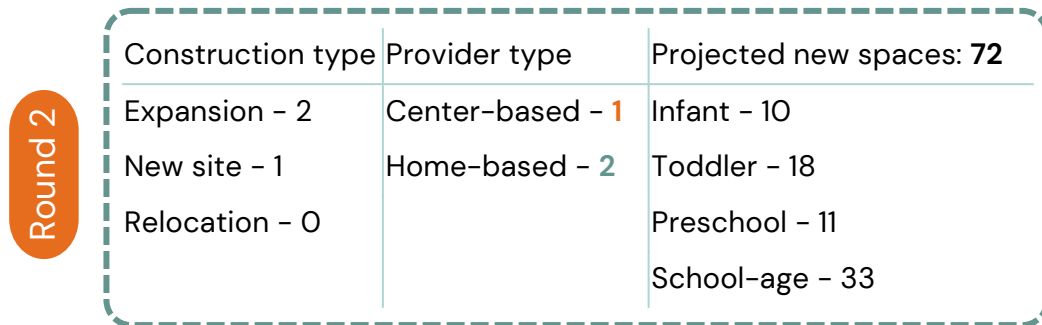 Round 2
Construction type Provider type Projected new spaces: 72
Expansion – 2 Center-based – 1 Infant – 10
New site – 1 Home-based – 2 Toddler – 18
Relocation – 0 Preschool – 11
School-age – 33